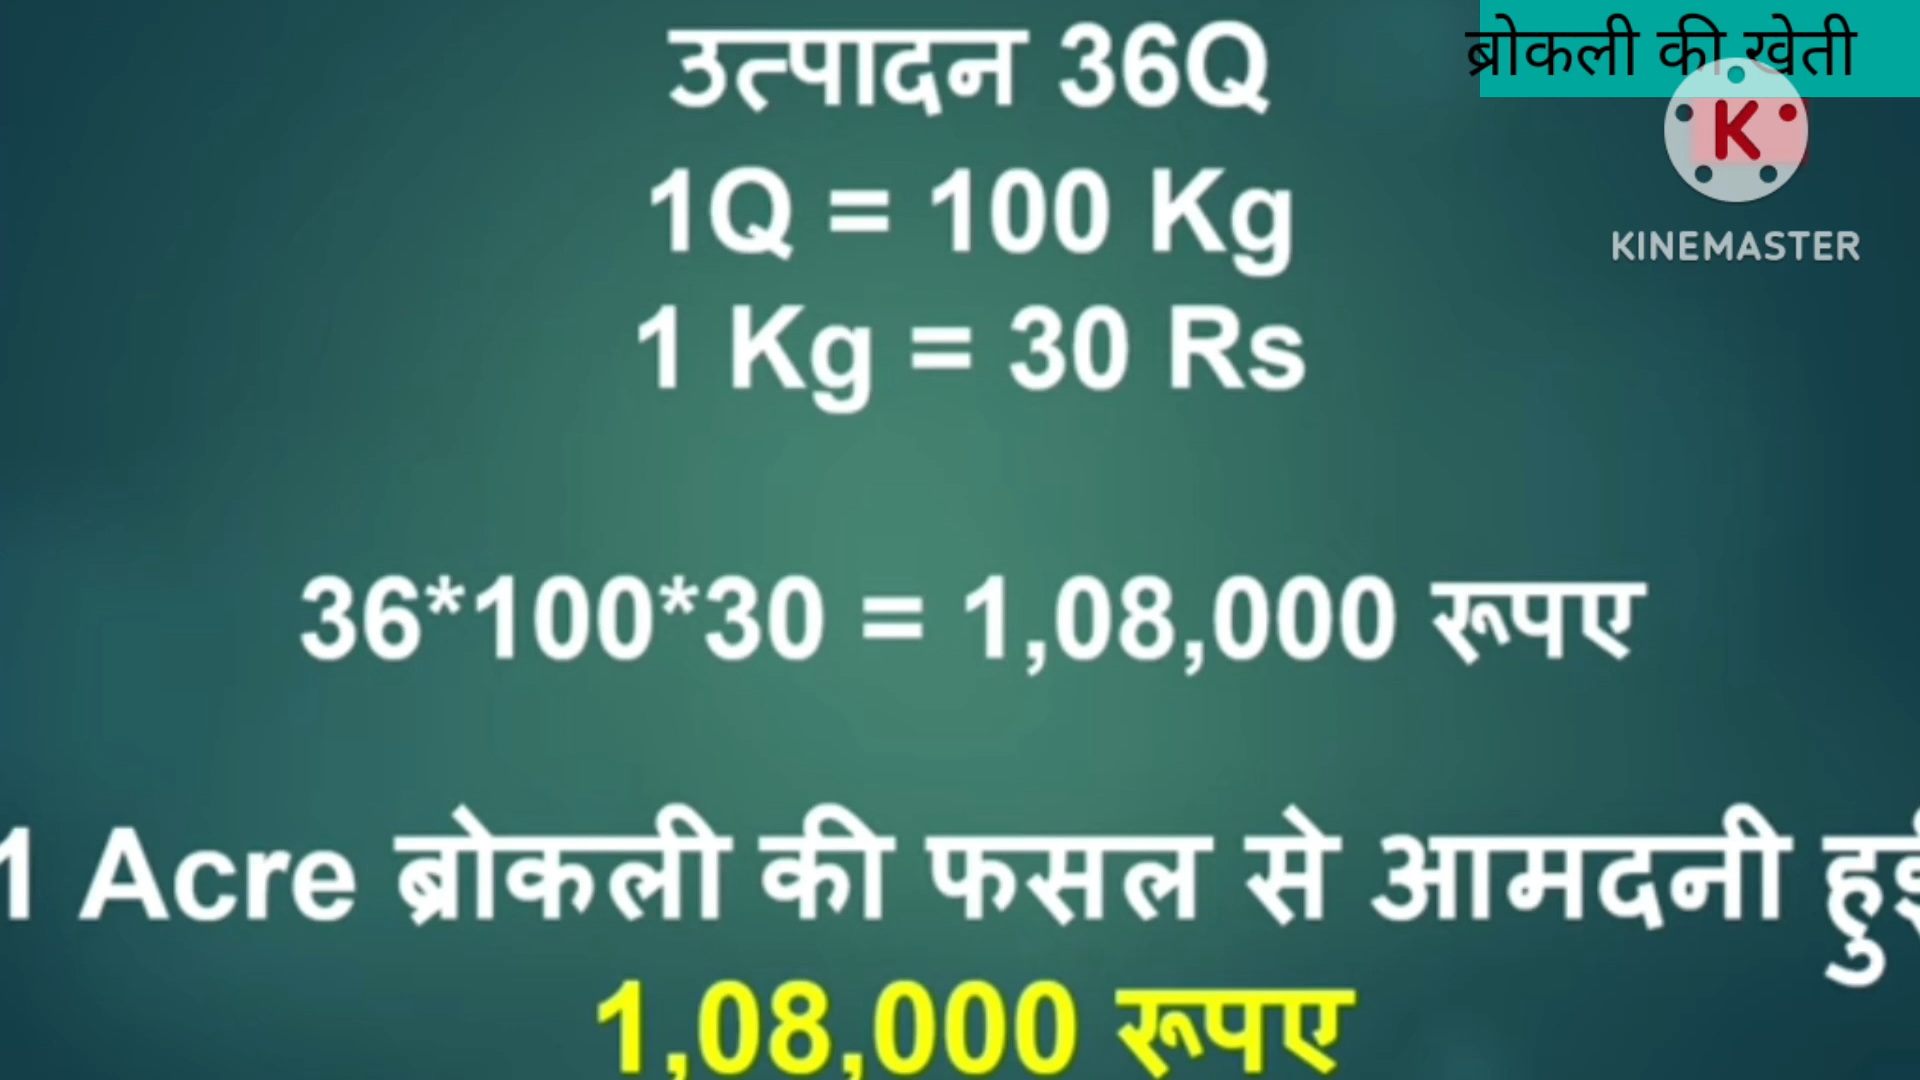 ब्रोकली की खेती
K
KINEMASTER
उत्पादन 36Q
1Q = 100 Kg
1 Kg = 30 Rs
36*100*30 = 1,08,000 रूपए
1 Acre ब्रोकली की फसल से आमदनी हुई
1,08,000 रूपए